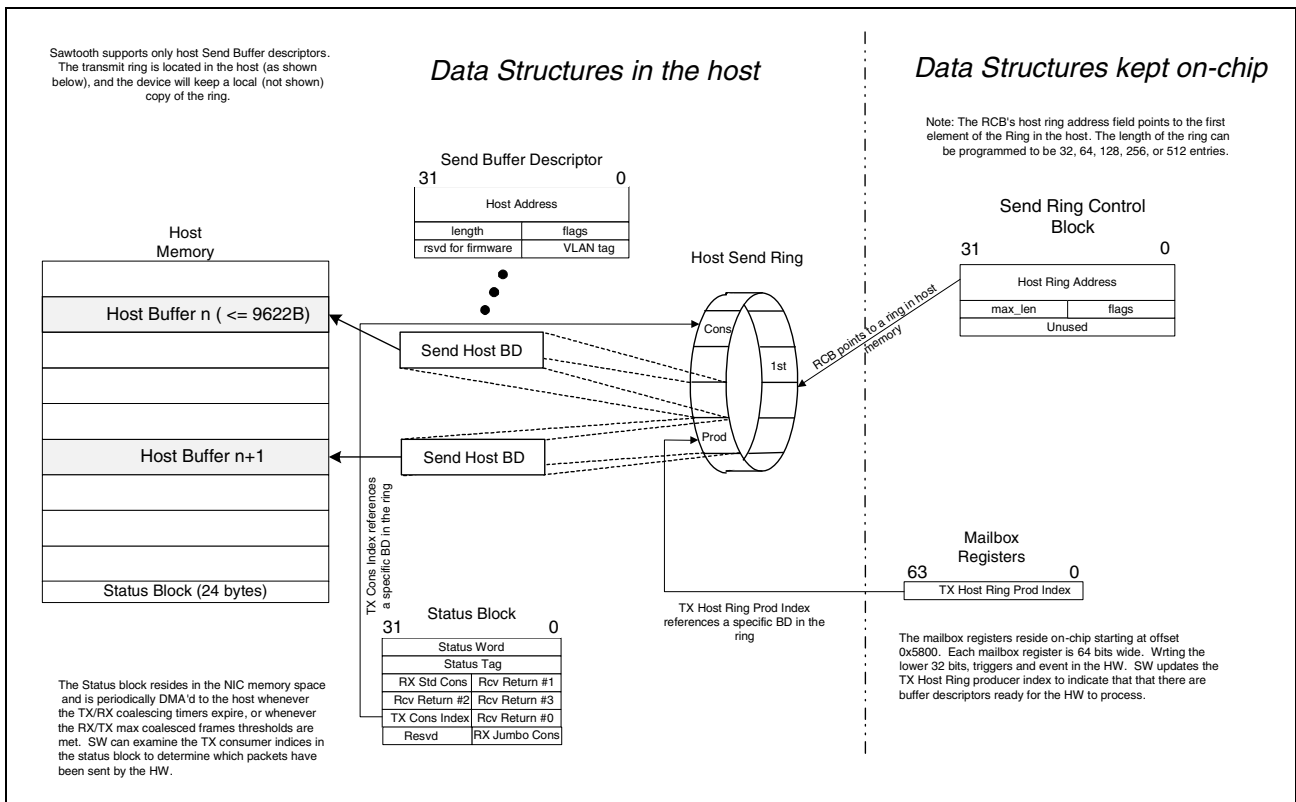 Sawtooth supports only host Send Buffer descriptors.
The transmit ring is located in the host (as shown
below), and the device will keep a local (not shown)
copy of the ring.
Data Structures in the host
Data Structures kept on-chip
Note: The RCB's host ring address field points to the first
element of the Ring in the host. The length of the ring can
be programmed to be 32, 64, 128, 256, or 512 entries.
Send Buffer Descriptor
31 0
Host Address
length flags
rsvd for firmware VLAN tag
Host
Memory
Host Buffer n ( <= 9622B)
Host Buffer n+1
Status Block (24 bytes)
Send Host BD
Send Host BD
Host Send Ring
Cons
1st
Prod
Send Ring Control
Block
31 0
Host Ring Address
max_len flags
Unused
RCB points to a ring in host
memory
TX Cons Index references
a specific BD in the ring
Mailbox
Registers
63 0
TX Host Ring Prod Index
TX Host Ring Prod Index
references a specific BD in the
ring
Status Block
31 0
Status Word
Status Tag
RX Std Cons Rcv Return #1
Rcv Return #2 Rcv Return #3
TX Cons Index Rcv Return #0
Resvd RX Jumbo Cons
The mailbox registers reside on-chip starting at offset
0x5800. Each mailbox register is 64 bits wide. Wrting the
lower 32 bits, triggers and event in the HW. SW updates the
TX Host Ring producer index to indicate that that there are
buffer descriptors ready for the HW to process.
The Status block resides in the NIC memory space
and is periodically DMA'd to the host whenever
the TX/RX coalescing timers expire, or whenever
the RX/TX max coalesced frames thresholds are
met. SW can examine the TX consumer indices in
the status block to determine which packets have
been sent by the HW.